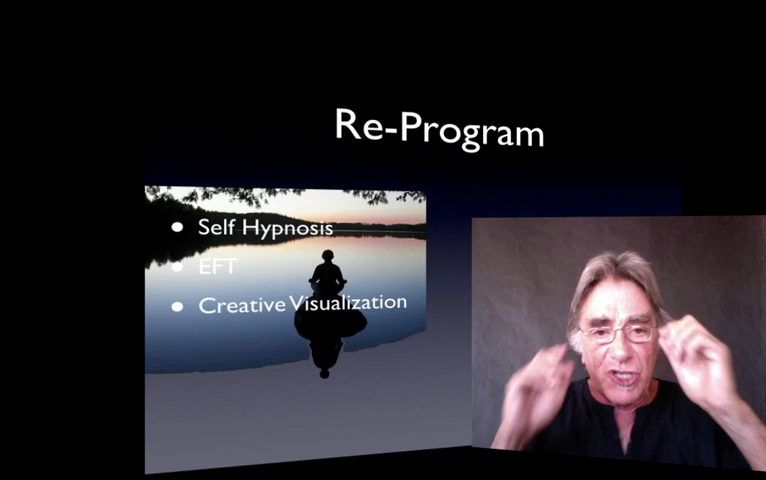 Re-Program
• Self Hypnosis
• EFT
• Creative Visualization